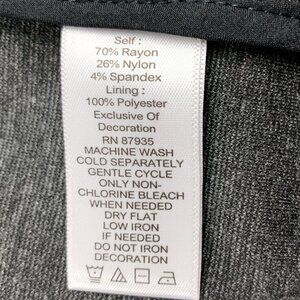 Self :
70% Rayon
26% Nylon
4% Spandex
Lining :
100% Polyester
Exclusive Of
Decoration
RN 87935
MACHINE WASH
COLD SEPARATELY
GENTLE CYCLE
ONLY NON-
CHLORINE BLEACH
WHEN NEEDED
DRY FLAT
LOW IRON
IF NEEDED
DO NOT IRON
DECORATION